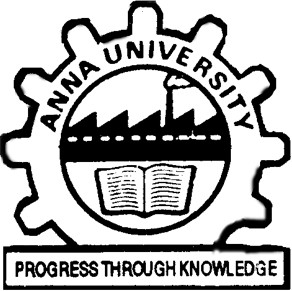 ANNA UNIVERSITY
PROGRESS THROUGH KNOWLEDGE